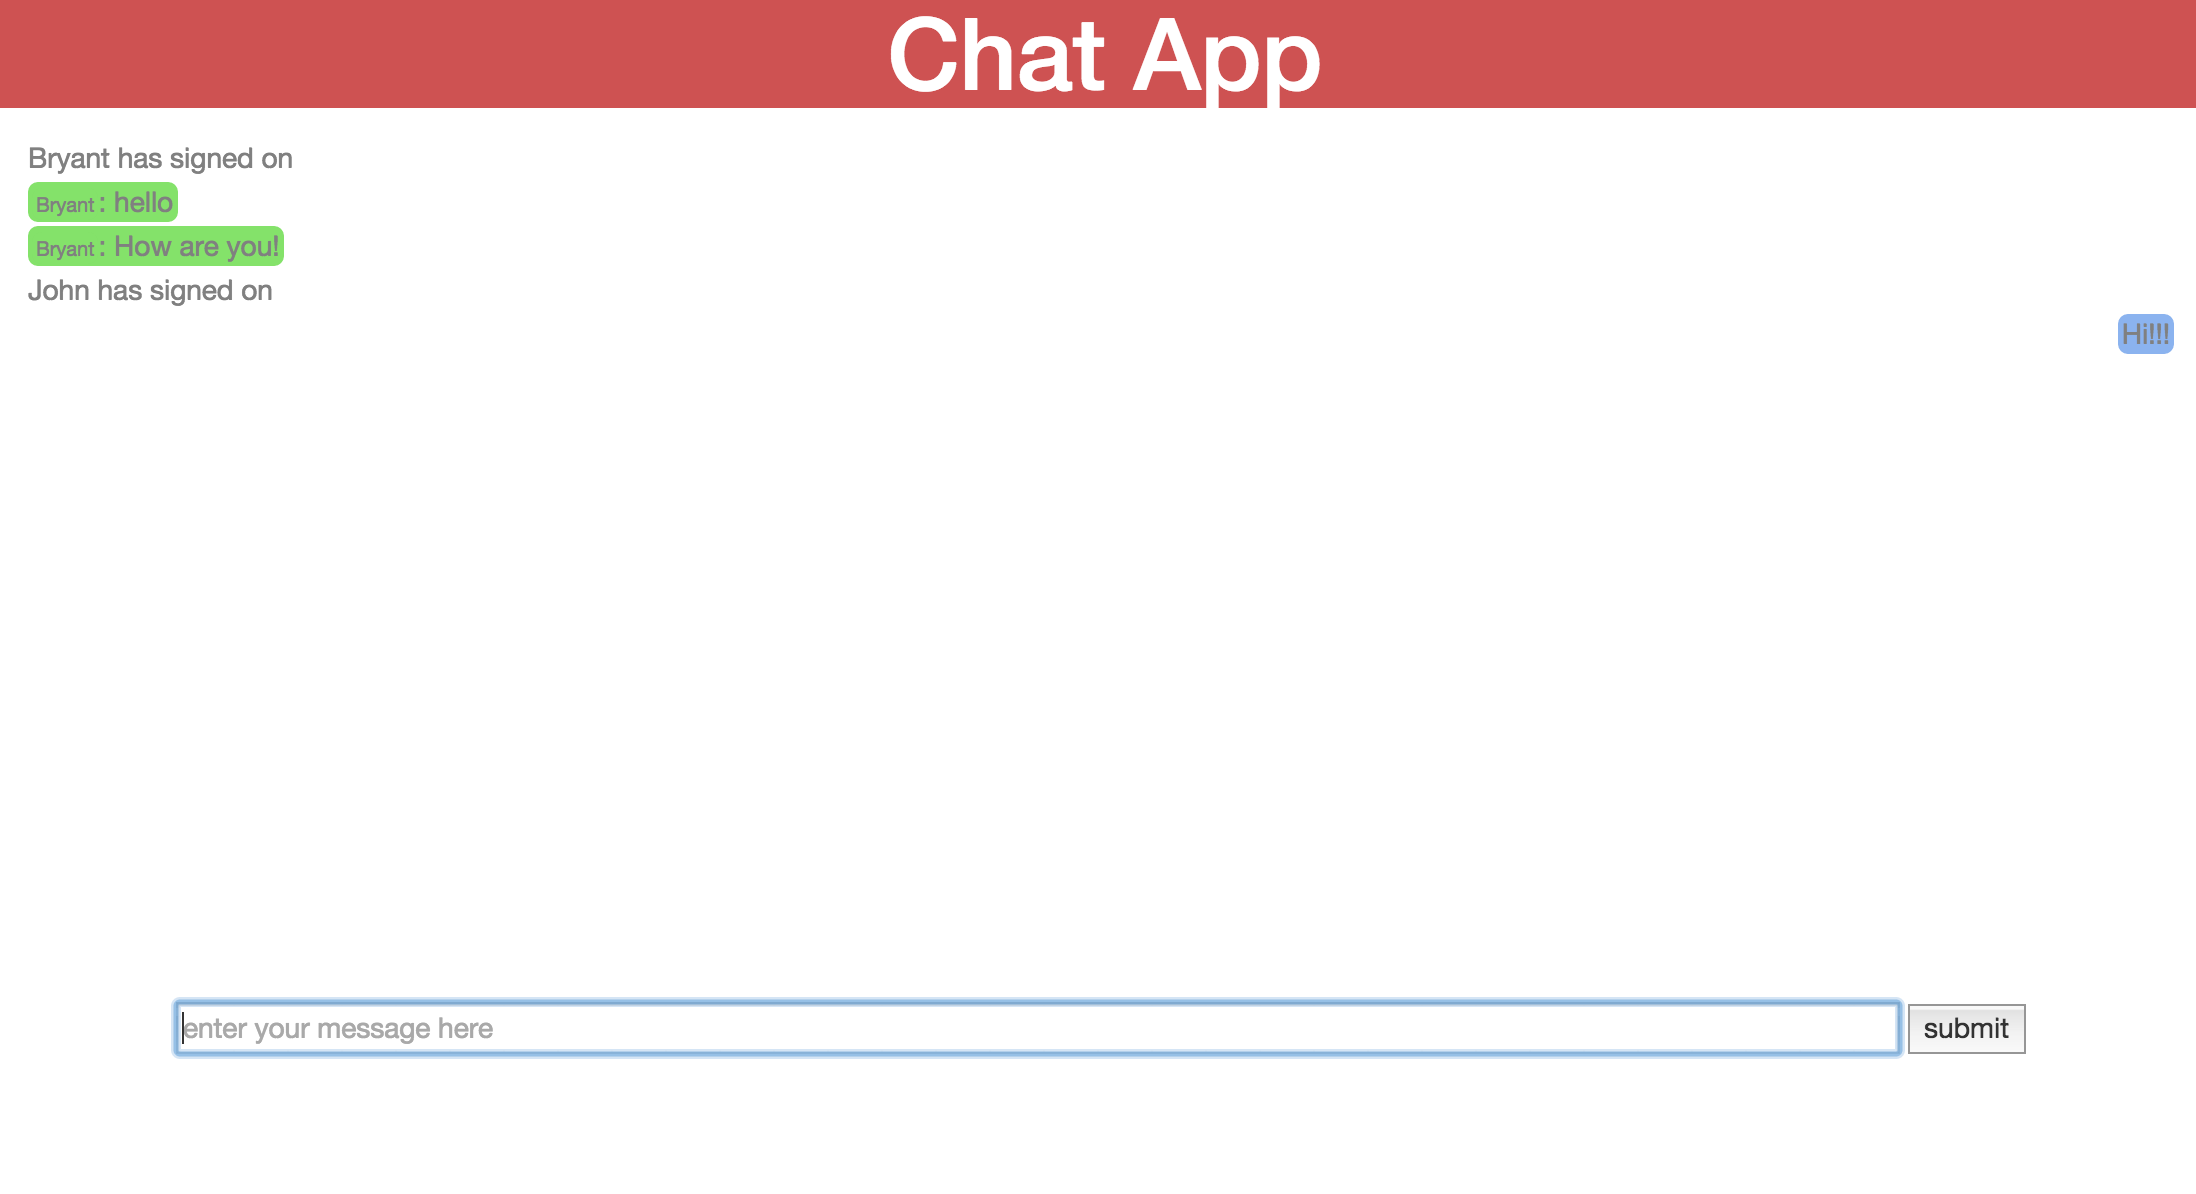 Chat App
Bryant has signed on
Bryant : hello
Bryant : How are you!
John has signed on
Hi!!!
enter your message here
submit